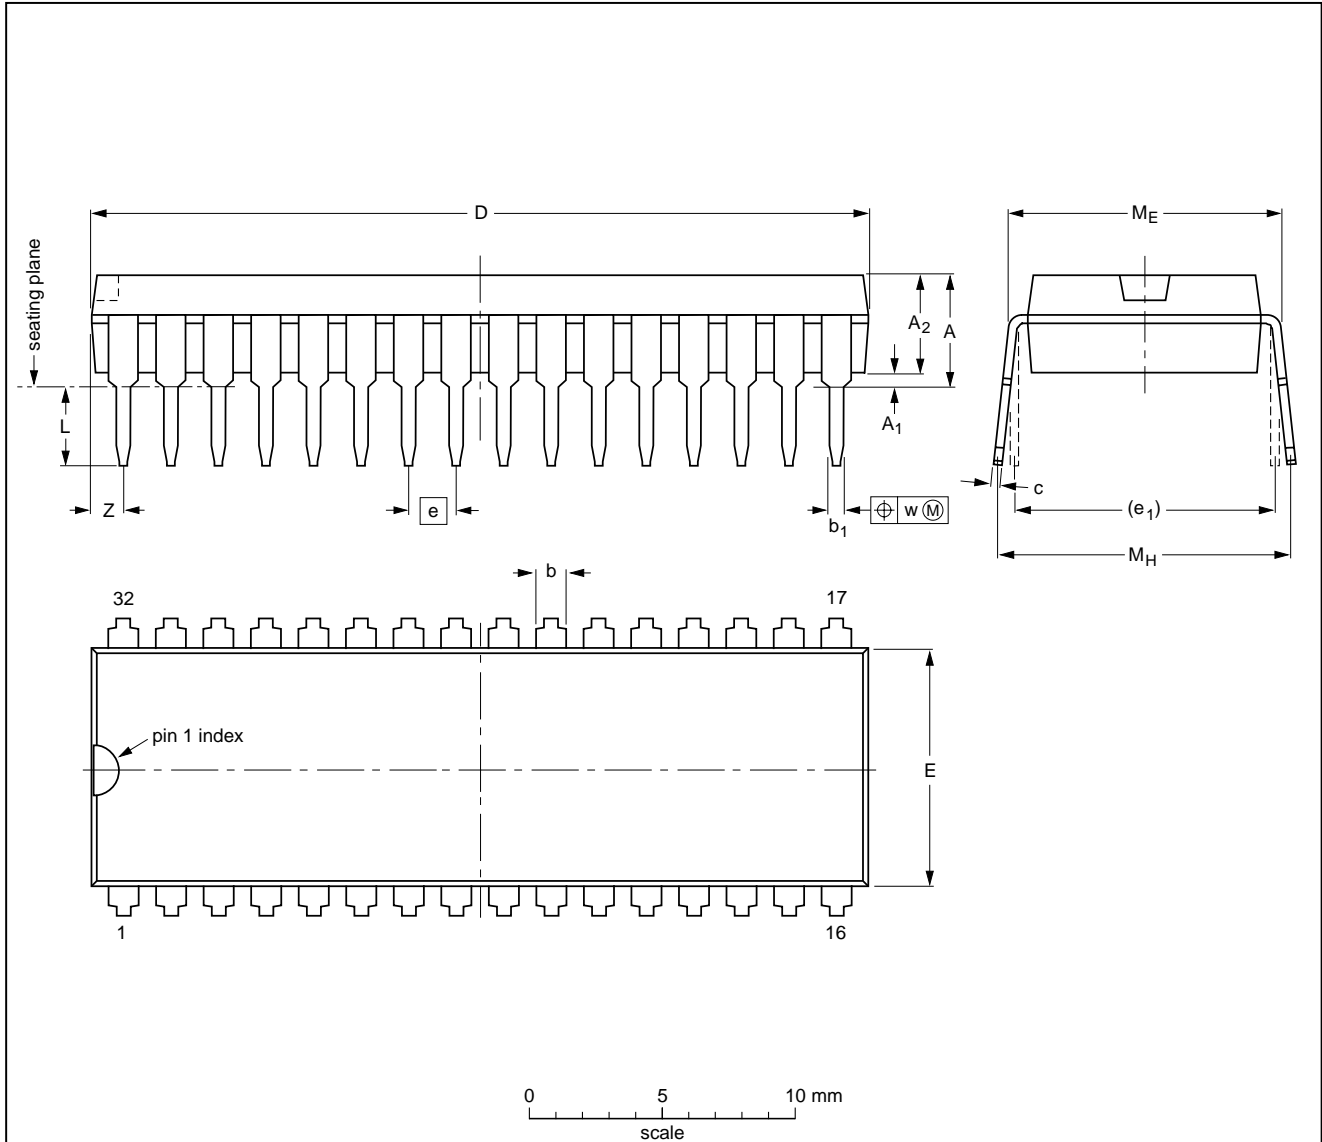 D
M_E
seating plane
A_2
A
L
A_1
Z
e
b_1
w Ⓜ
c
(e_1)
M_H
b
32
17
pin 1 index
E
1
16
0
5
10 mm
scale